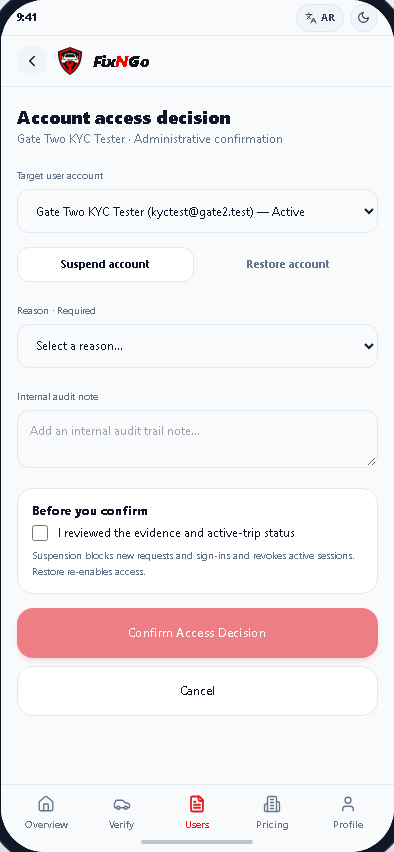 9:41
AR
FixNGo
Account access decision
Gate Two KYC Tester · Administrative confirmation
Target user account
Gate Two KYC Tester (kyctest@gate2.test) — Active
Suspend account
Restore account
Reason · Required
Select a reason...
Internal audit note
Add an internal audit trail note...
Before you confirm
I reviewed the evidence and active-trip status
Suspension blocks new requests and sign-ins and revokes active sessions.
Restore re-enables access.
Confirm Access Decision
Cancel
Overview
Verify
Users
Pricing
Profile